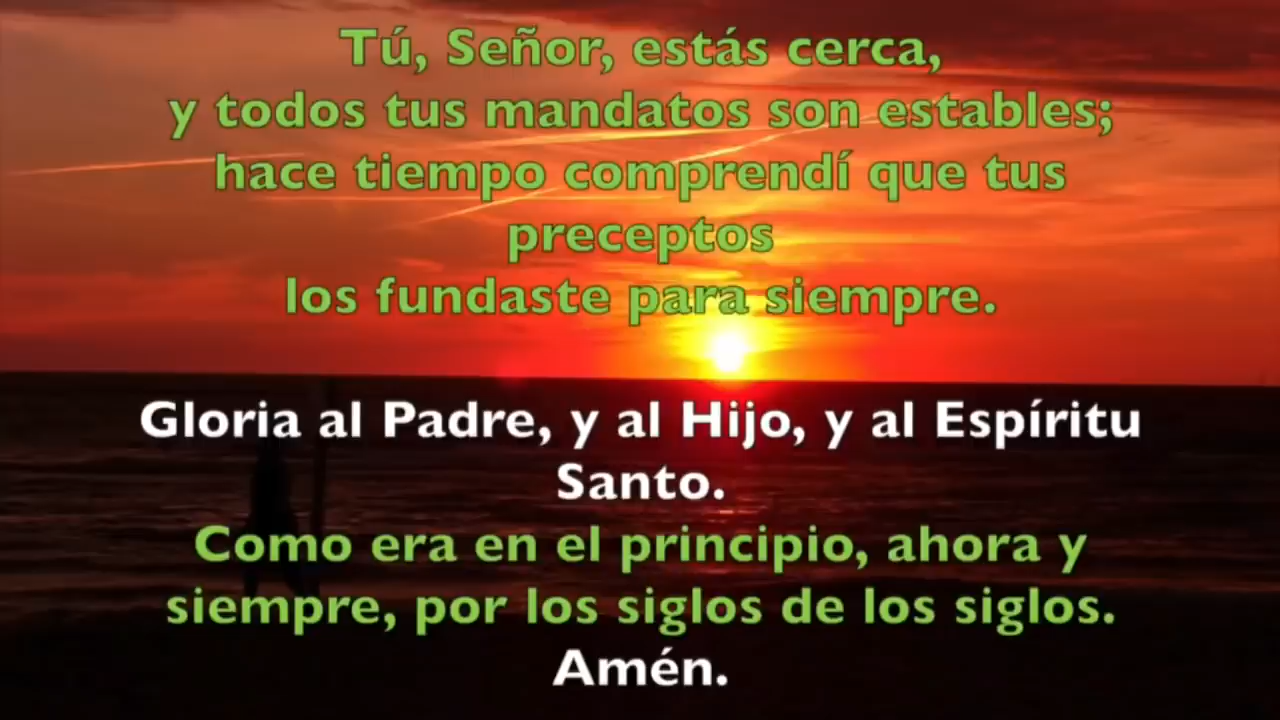 Tú, Señor, estás cerca,
y todos tus mandatos son estables;
hace tiempo comprendí que tus
preceptos
los fundaste para siempre.
Gloria al Padre, y al Hijo, y al Espíritu
Santo.
Como era en el principio, ahora y
siempre, por los siglos de los siglos.
Amén.